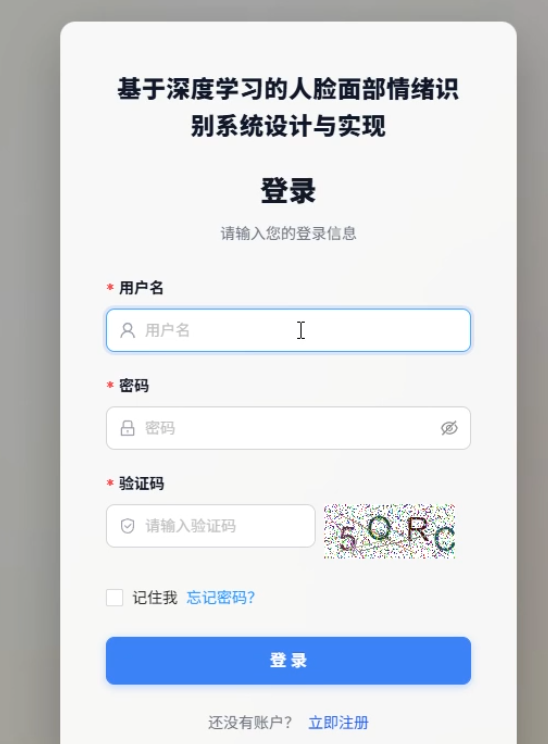 基于深度学习的人脸面部情绪识
别系统设计与实现
登录
请输入您的登录信息
* 用户名
用户名
* 密码
密码
* 验证码
请输入验证码 5QRC
记住我 忘记密码?
登 录
还没有账户? 立即注册